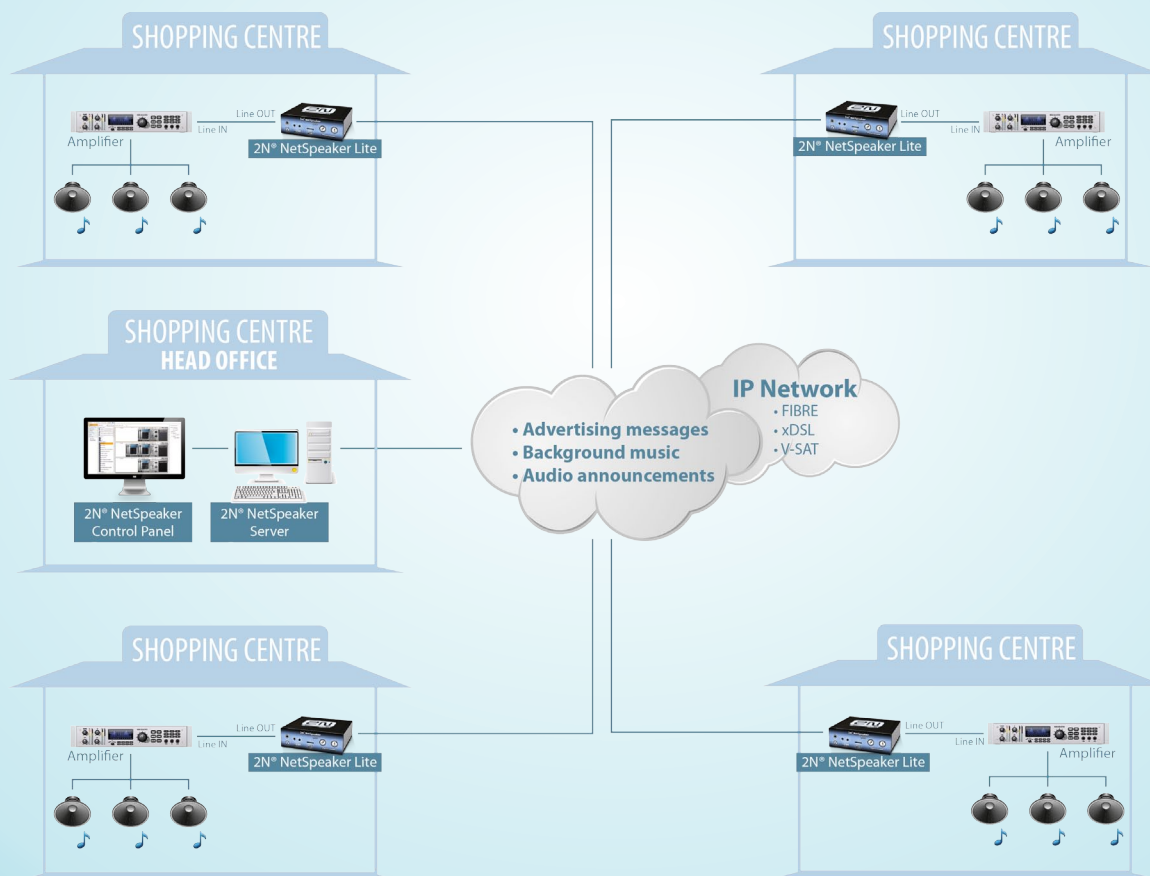 SHOPPING CENTRE
Line OUT
Line IN
Amplifier
2N® NetSpeaker Lite
SHOPPING CENTRE
Line OUT
Line IN
2N® NetSpeaker Lite
Amplifier
SHOPPING CENTRE
HEAD OFFICE
2N® NetSpeaker
Control Panel
2N® NetSpeaker
Server
• Advertising messages
• Background music
• Audio announcements
IP Network
• FIBRE
• xDSL
• V-SAT
SHOPPING CENTRE
Line OUT
Line IN
Amplifier
2N® NetSpeaker Lite
SHOPPING CENTRE
Line OUT
Line IN
2N® NetSpeaker Lite
Amplifier